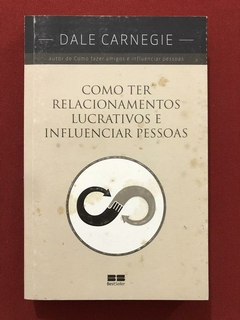 DALE CARNEGIE
autor de Como fazer amigos e influenciar pessoas
COMO TER
RELACIONAMENTOS
LUCRATIVOS E
INFLUENCIAR PESSOAS
BestSeller